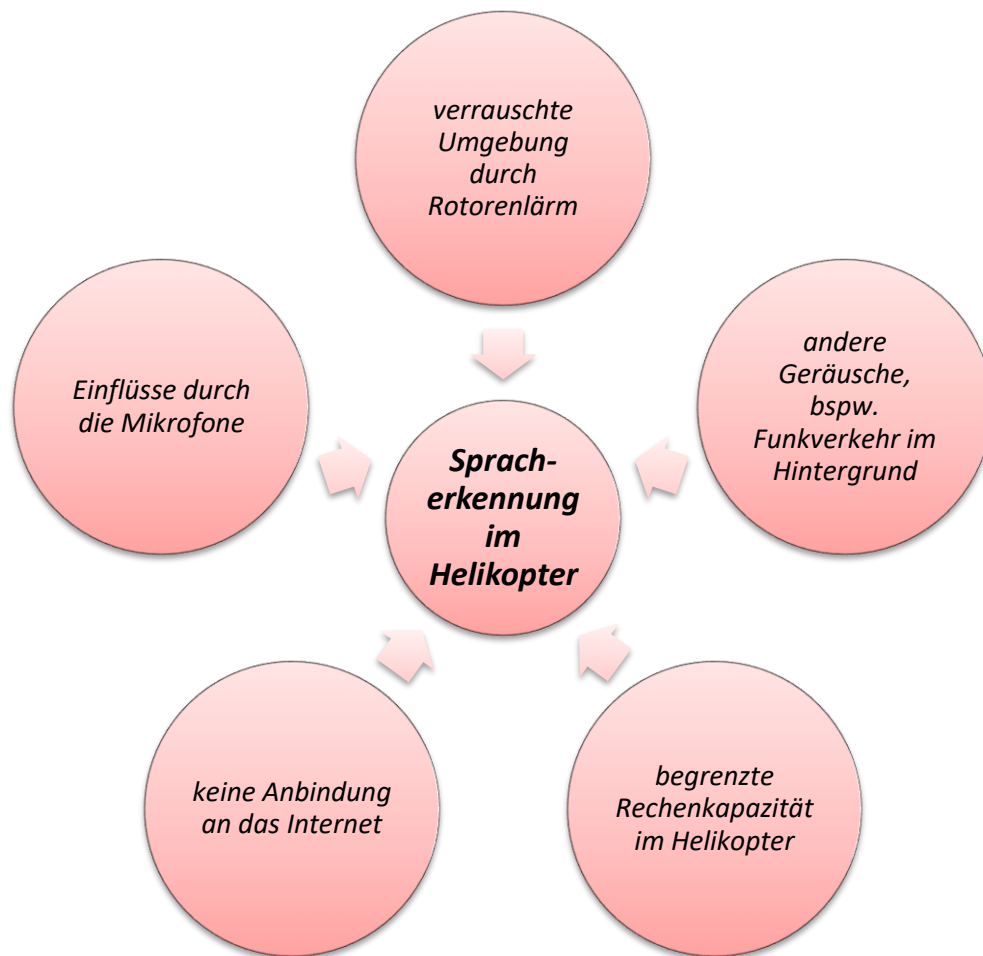 verrauschte
Umgebung
durch
Rotorenlärm
andere
Geräusche,
bspw.
Funkverkehr im
Hintergrund
begrenzte
Rechenkapazität
im Helikopter
keine Anbindung
an das Internet
Einflüsse durch
die Mikrofone
Sprach-
erkennung
im
Helikopter